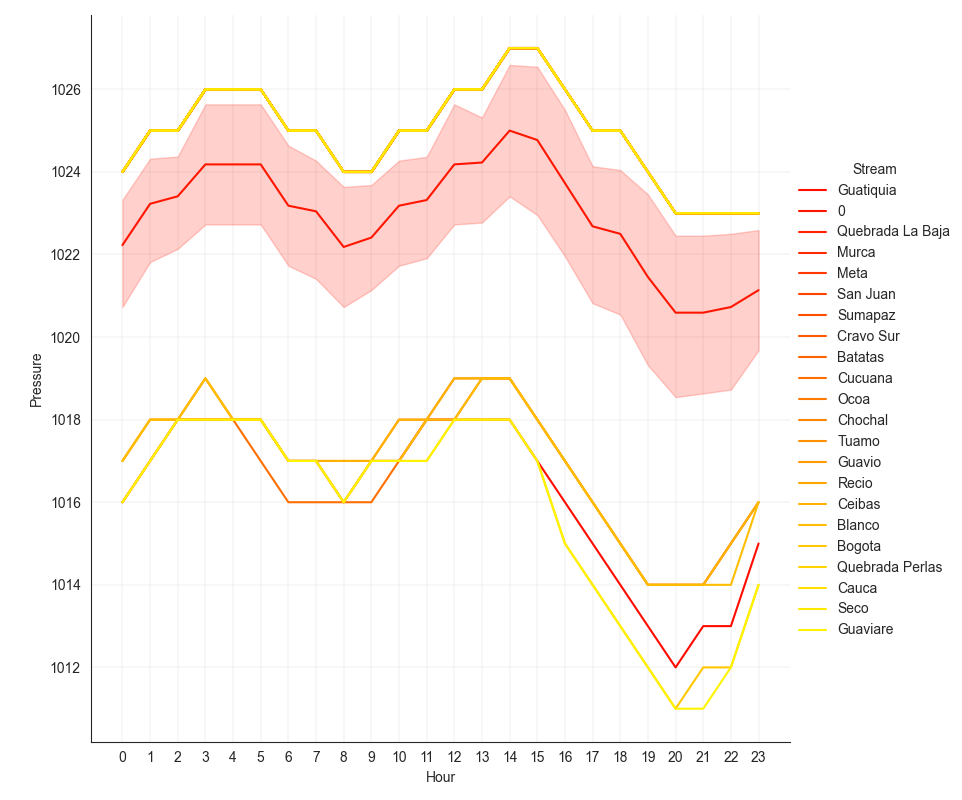 1026
1024
1022
1020
1018
1016
1014
1012
Pressure
0 1 2 3 4 5 6 7 8 9 10 11 12 13 14 15 16 17 18 19 20 21 22 23
Hour
Stream
Guatiquia
0
Quebrada La Baja
Murca
Meta
San Juan
Sumapaz
Cravo Sur
Batatas
Cucuana
Ocoa
Chochal
Tuamo
Guavio
Recio
Ceibas
Blanco
Bogota
Quebrada Perlas
Cauca
Seco
Guaviare